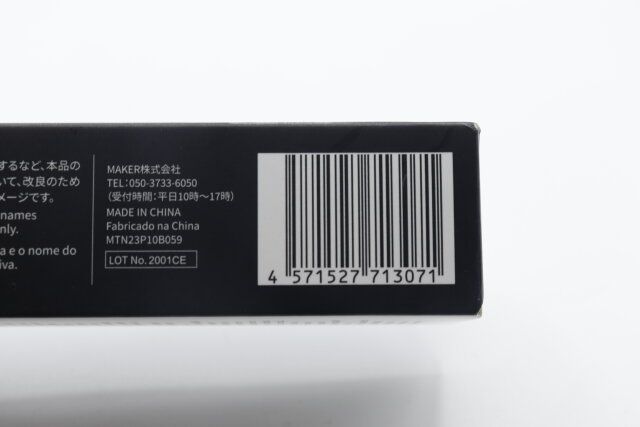 するなど、本品の
いて、改良のため
メージです。
names
nly.
a e o nome do
iva.
MAKER株式会社
TEL：050-3733-6050
（受付時間：平日10時～17時）
MADE IN CHINA
Fabricado na China
MTN23P10B059
LOT No. 2001CE
4 571527 713071